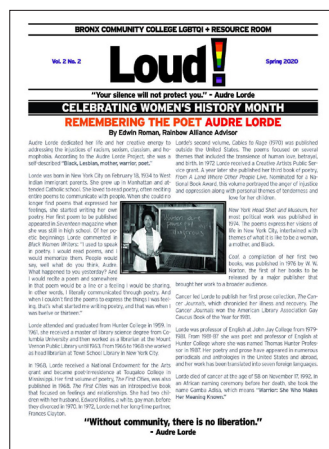 BRONX COMMUNITY COLLEGE LGBTQI + RESOURCE ROOM
Vol. 2 No. 2
Loud!
Spring 2020
"Your silence will not protect you." - Audre Lorde
CELEBRATING WOMEN'S HISTORY MONTH
REMEMBERING THE POET AUDRE LORDE
By Edwin Roman, Rainbow Alliance Advisor
Audre Lorde dedicated her life and her creative energy to
addressing the injustices of racism, sexism, classism, and ho-
mophobia. According to the Audre Lorde Project, she was a
self-described "Black, Lesbian, mother, warrior, poet."
Lorde was born in New York City on February 18, 1934 to West
Indian immigrant parents. She grew up in Manhattan and at-
tended Catholic school. She loved to read poetry, often reciting
entire poems to communicate with people. When she could no
longer find poems that expressed her
feelings, she started writing her own
poetry. Her first poem to be published
appeared in Seventeen magazine when
she was still in high school. Of her po-
etic beginnings Lorde commented in
Black Women Writers: "I used to speak
in poetry. I would read poems, and I
would memorize them. People would
say, well what do you think, Audre.
What happened to you yesterday? And
I would recite a poem and somewhere
in that poem would be a line or a feeling I would be sharing.
In other words, I literally communicated through poetry. And
when I couldn't find the poems to express the things I was feel-
ing, that's what started me writing poetry, and that was when I
was twelve or thirteen."
Lorde attended and graduated from Hunter College in 1959. In
1961, she received a master of library science degree from Co-
lumbia University and then worked as a librarian at the Mount
Vernon Public Library until 1963. From 1966 to 1968 she worked
as head librarian at Town School Library in New York City.
In 1968, Lorde received a National Endowment for the Arts
grant and became poet-in-residence at Tougaloo College in
Mississippi. Her first volume of poetry, The First Cities, was also
published in 1968. The First Cities was an introspective book
that focused on feelings and relationships. She had two chil-
dren with her husband, Edward Rollins, a white, gay man, before
they divorced in 1970. In 1972, Lorde met her long-time partner,
Frances Clayton.
Lorde's second volume, Cables to Rage (1970) was published
outside the United States. The poems focused on several
themes that included the transience of human love, betrayal,
and birth. In 1972 Lorde received a Creative Artists Public Ser-
vice grant. A year later she published her third book of poetry,
From A Land Where Other People Live. Nominated for a Na-
tional Book Award, this volume portrayed the anger of injustice
and oppression along with personal themes of tenderness and
love for her children.
New York Head Shop and Museum, her
most political work was published in
1974. The poems express her visions of
life in New York City, intertwined with
themes of what it is like to be a woman,
a mother, and Black.
Coal, a compilation of her first two
books, was published in 1976 by W. W.
Norton, the first of her books to be
released by a major publisher that
brought her work to a broader audience.
Cancer led Lorde to publish her first prose collection, The Can-
cer Journals, which chronicled her illness and recovery. The
Cancer Journals won the American Library Association Gay
Caucus Book of the Year for 1981.
Lorde was professor of English at John Jay College from 1979-
1981. From 1981-87 she was poet and professor of English at
Hunter College where she was named Thomas Hunter Profes-
sor in 1987. Her poetry and prose have appeared in numerous
periodicals and anthologies in the United States and abroad,
and her work has been translated into seven foreign languages.
Lorde died of cancer at the age of 58 on November 17, 1992. In
an African naming ceremony before her death, she took the
name Gamba Adisa, which means "Warrior: She Who Makes
Her Meaning Known."
"Without community, there is no liberation."
- Audre Lorde